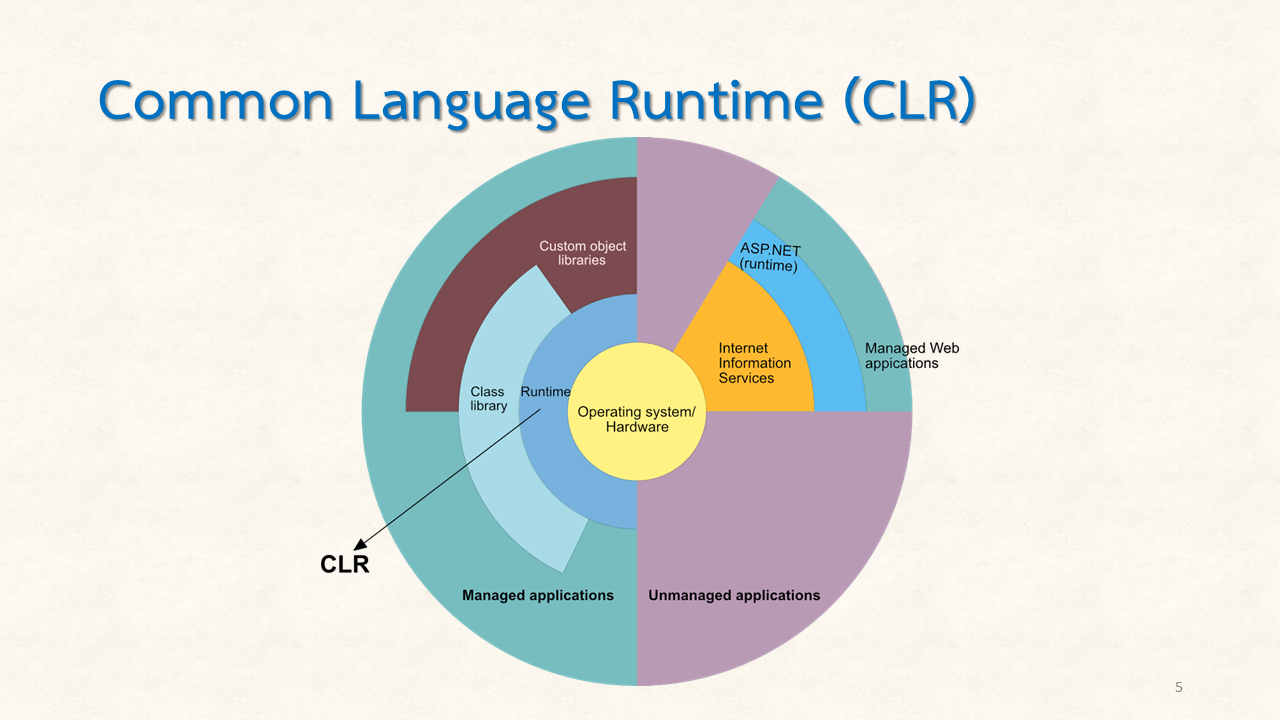 Common Language Runtime (CLR)
Custom object
libraries
ASP.NET
(runtime)
Internet
Information
Services
Managed Web
appications
Class
library
Runtime
Operating system/
Hardware
CLR
Managed applications
Unmanaged applications
5